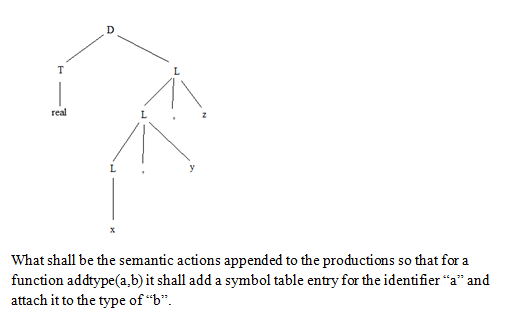 D
T L
real L , z
L , y
x
What shall be the semantic actions appended to the productions so that for a
function addtype(a,b) it shall add a symbol table entry for the identifier “a” and
attach it to the type of “b”.